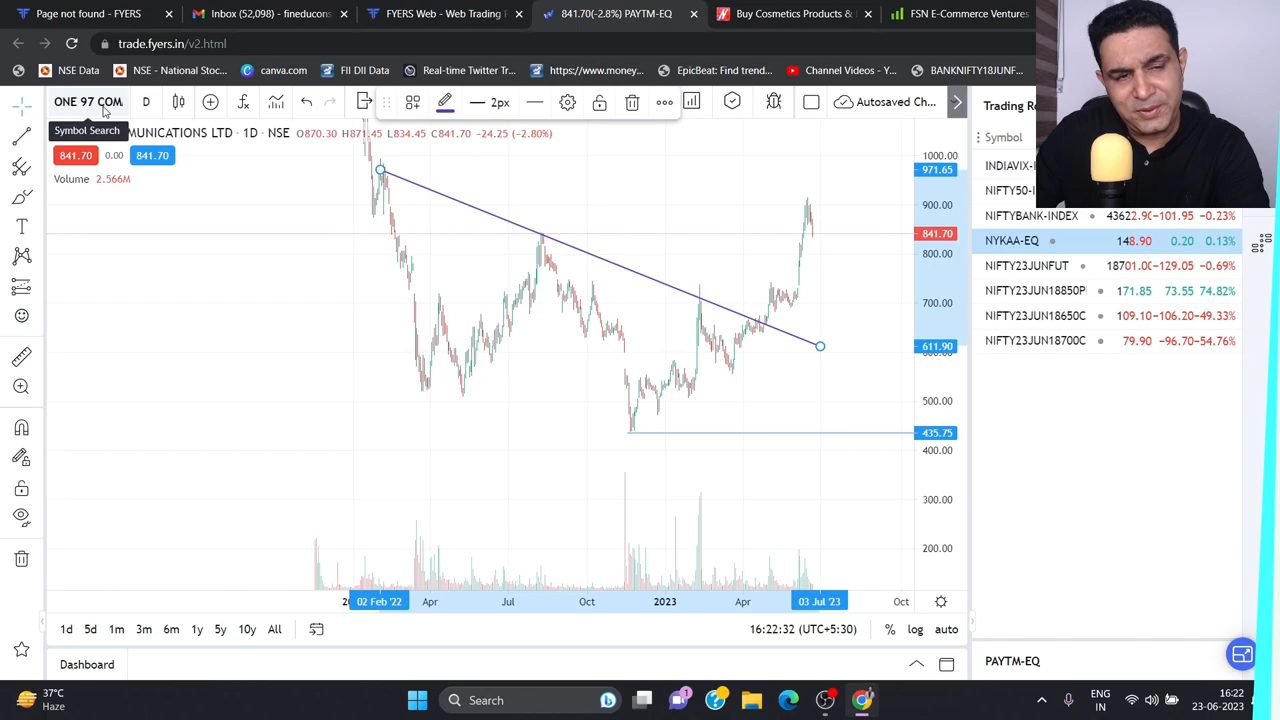 One Page - FYERS
Inbox (52,098) - fineducons
FYERS Web - Web Trading P
841.70(-2.8%) PAYTM-EQ
Buy Cosmetics Products &
FSN E-Commerce Ventures
trade.fyers.in/v2.html
NSE Data
NSE - National Stoc...
canva.com
FII DII Data
Real-time Twitter Tr...
https://www.money...
EpicBeat : Find trendi...
Channel Videos - Y...
BANKNIFTY18JUNF...
ONE 97 COM
D
2px
Autosaved Ch...
Trading Re
Symbol Search
MUNICATIONS LTD · 1D · NSE O870.30 H871.45 L834.45 C841.70 −24.25 (−2.80%)
841.70 0.00 841.70
Volume 2.566M
1000.00
971.65
900.00
841.70
800.00
700.00
611.90
600.00
500.00
435.75
400.00
300.00
200.00
Symbol
INDIAVIX-I
NIFTY50-I
NIFTYBANK-INDEX 43622.90 −101.95 −0.23%
NYKAA-EQ 148.90 0.20 0.13%
NIFTY23JUNFUT 18701.00 −129.05 −0.69%
NIFTY23JUN18850P 171.85 73.55 74.82%
NIFTY23JUN18650C 109.10 −106.20 −49.33%
NIFTY23JUN18700C 79.90 −96.70 −54.76%
02 Feb '22 Apr Jul Oct 2023 Apr 03 Jul '23 Oct
1d 5d 1m 3m 6m 1y 5y 10y All
16:22:32 (UTC+5:30) % log auto
Dashboard
PAYTM-EQ
37°C
Haze
Search
1
ENG
IN
16:22
23-06-2023